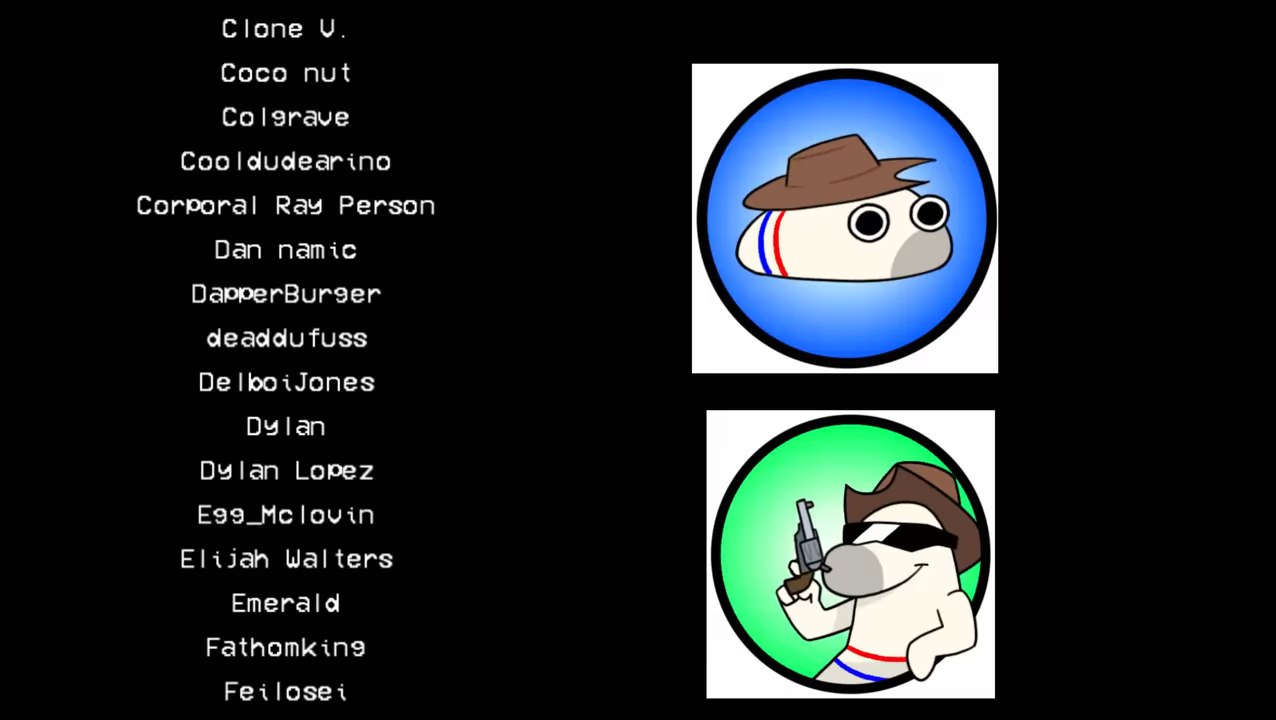 Clone V.
Coco nut
Colgrave
Cooldudearino
Corporal Ray Person
Dan namic
DapperBurger
deaddufuss
DelboiJones
Dylan
Dylan Lopez
Egg_Mclovin
Elijah Walters
Emerald
Fathomking
Feilosei